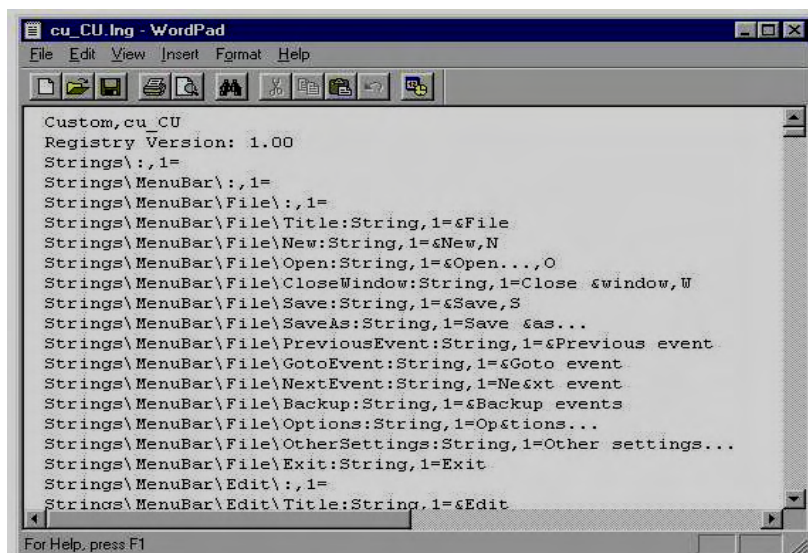 cu_CU.lng - WordPad
File Edit View Insert Format Help
Custom,cu_CU
Registry Version: 1.00
Strings\:,1=
Strings\MenuBar\:,1=
Strings\MenuBar\File\:,1=
Strings\MenuBar\File\Title:String,1=&File
Strings\MenuBar\File\New:String,1=&New,N
Strings\MenuBar\File\Open:String,1=&Open...,O
Strings\MenuBar\File\CloseWindow:String,1=Close &window,W
Strings\MenuBar\File\Save:String,1=&Save,S
Strings\MenuBar\File\SaveAs:String,1=Save &as...
Strings\MenuBar\File\PreviousEvent:String,1=&Previous event
Strings\MenuBar\File\GotoEvent:String,1=&Goto event
Strings\MenuBar\File\NextEvent:String,1=Ne&xt event
Strings\MenuBar\File\Backup:String,1=&Backup events
Strings\MenuBar\File\Options:String,1=Op&tions...
Strings\MenuBar\File\OtherSettings:String,1=Other settings...
Strings\MenuBar\File\Exit:String,1=Exit
Strings\MenuBar\Edit\:,1=
Strings\MenuBar\Edit\Title:String,1=&Edit
For Help, press F1